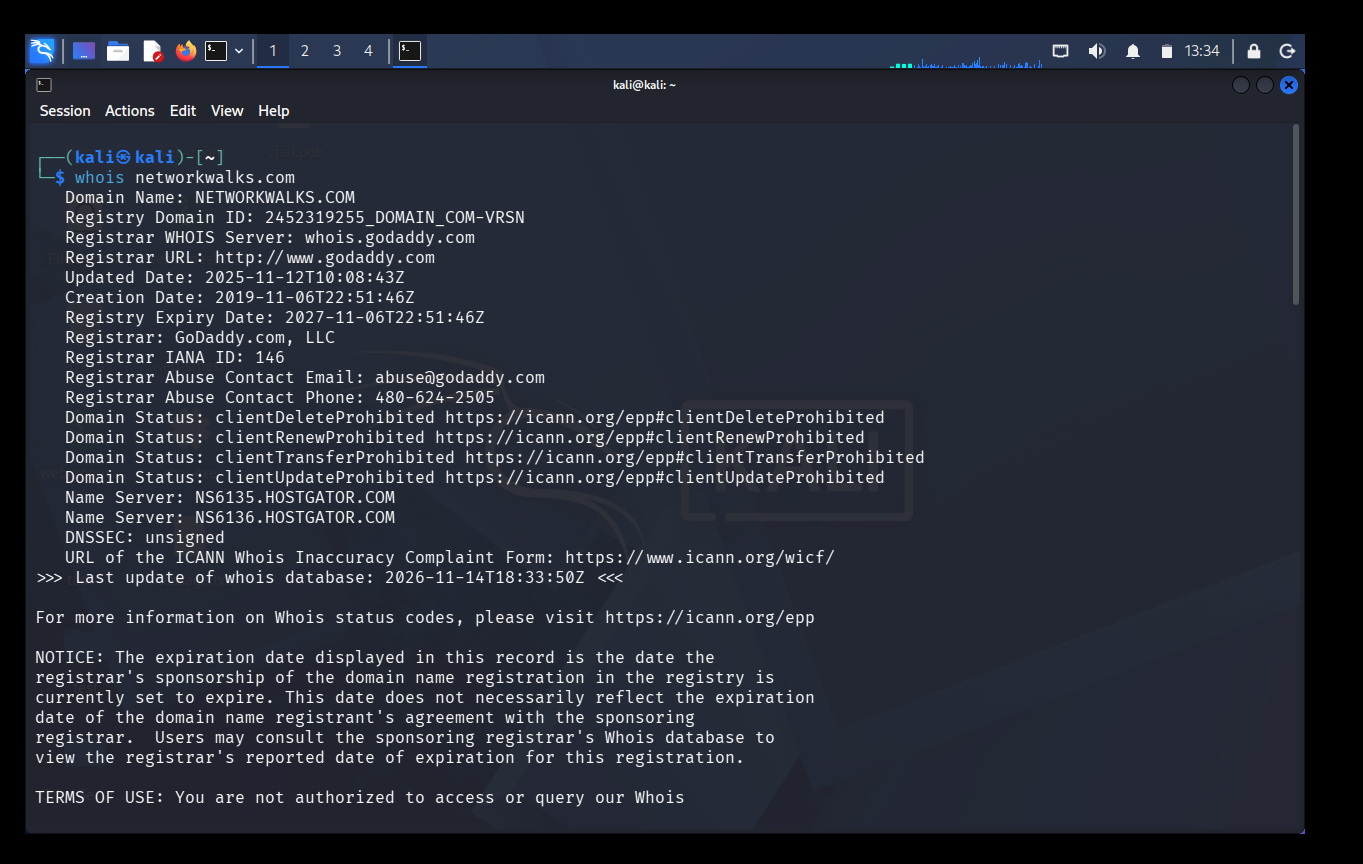 1 2 3 4 13:34
kali@kali: ~
Session Actions Edit View Help
┌──(kali㉿kali)-[~]
└─$ whois networkwalks.com
Domain Name: NETWORKWALKS.COM
Registry Domain ID: 2452319255_DOMAIN_COM-VRSN
Registrar WHOIS Server: whois.godaddy.com
Registrar URL: http://www.godaddy.com
Updated Date: 2025-11-12T10:08:43Z
Creation Date: 2019-11-06T22:51:46Z
Registry Expiry Date: 2027-11-06T22:51:46Z
Registrar: GoDaddy.com, LLC
Registrar IANA ID: 146
Registrar Abuse Contact Email: abuse@godaddy.com
Registrar Abuse Contact Phone: 480-624-2505
Domain Status: clientDeleteProhibited https://icann.org/epp#clientDeleteProhibited
Domain Status: clientRenewProhibited https://icann.org/epp#clientRenewProhibited
Domain Status: clientTransferProhibited https://icann.org/epp#clientTransferProhibited
Domain Status: clientUpdateProhibited https://icann.org/epp#clientUpdateProhibited
Name Server: NS6135.HOSTGATOR.COM
Name Server: NS6136.HOSTGATOR.COM
DNSSEC: unsigned
URL of the ICANN Whois Inaccuracy Complaint Form: https://www.icann.org/wicf/
>>> Last update of whois database: 2026-11-14T18:33:50Z <<<
For more information on Whois status codes, please visit https://icann.org/epp
NOTICE: The expiration date displayed in this record is the date the
registrar's sponsorship of the domain name registration in the registry is
currently set to expire. This date does not necessarily reflect the expiration
date of the domain name registrant's agreement with the sponsoring
registrar.  Users may consult the sponsoring registrar's Whois database to
view the registrar's reported date of expiration for this registration.
TERMS OF USE: You are not authorized to access or query our Whois